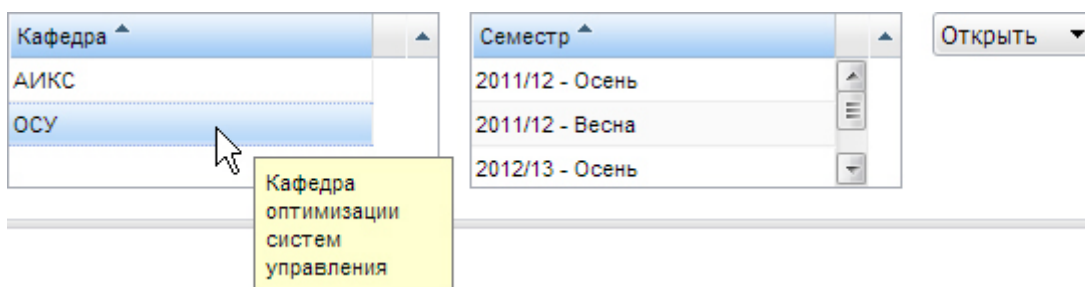 Кафедра
АИКС
ОСУ
Кафедра
оптимизации
систем
управления
Семестр
2011/12 - Осень
2011/12 - Весна
2012/13 - Осень
Открыть